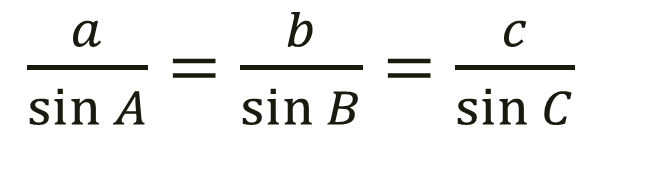 a/sin A = b/sin B = c/sin C